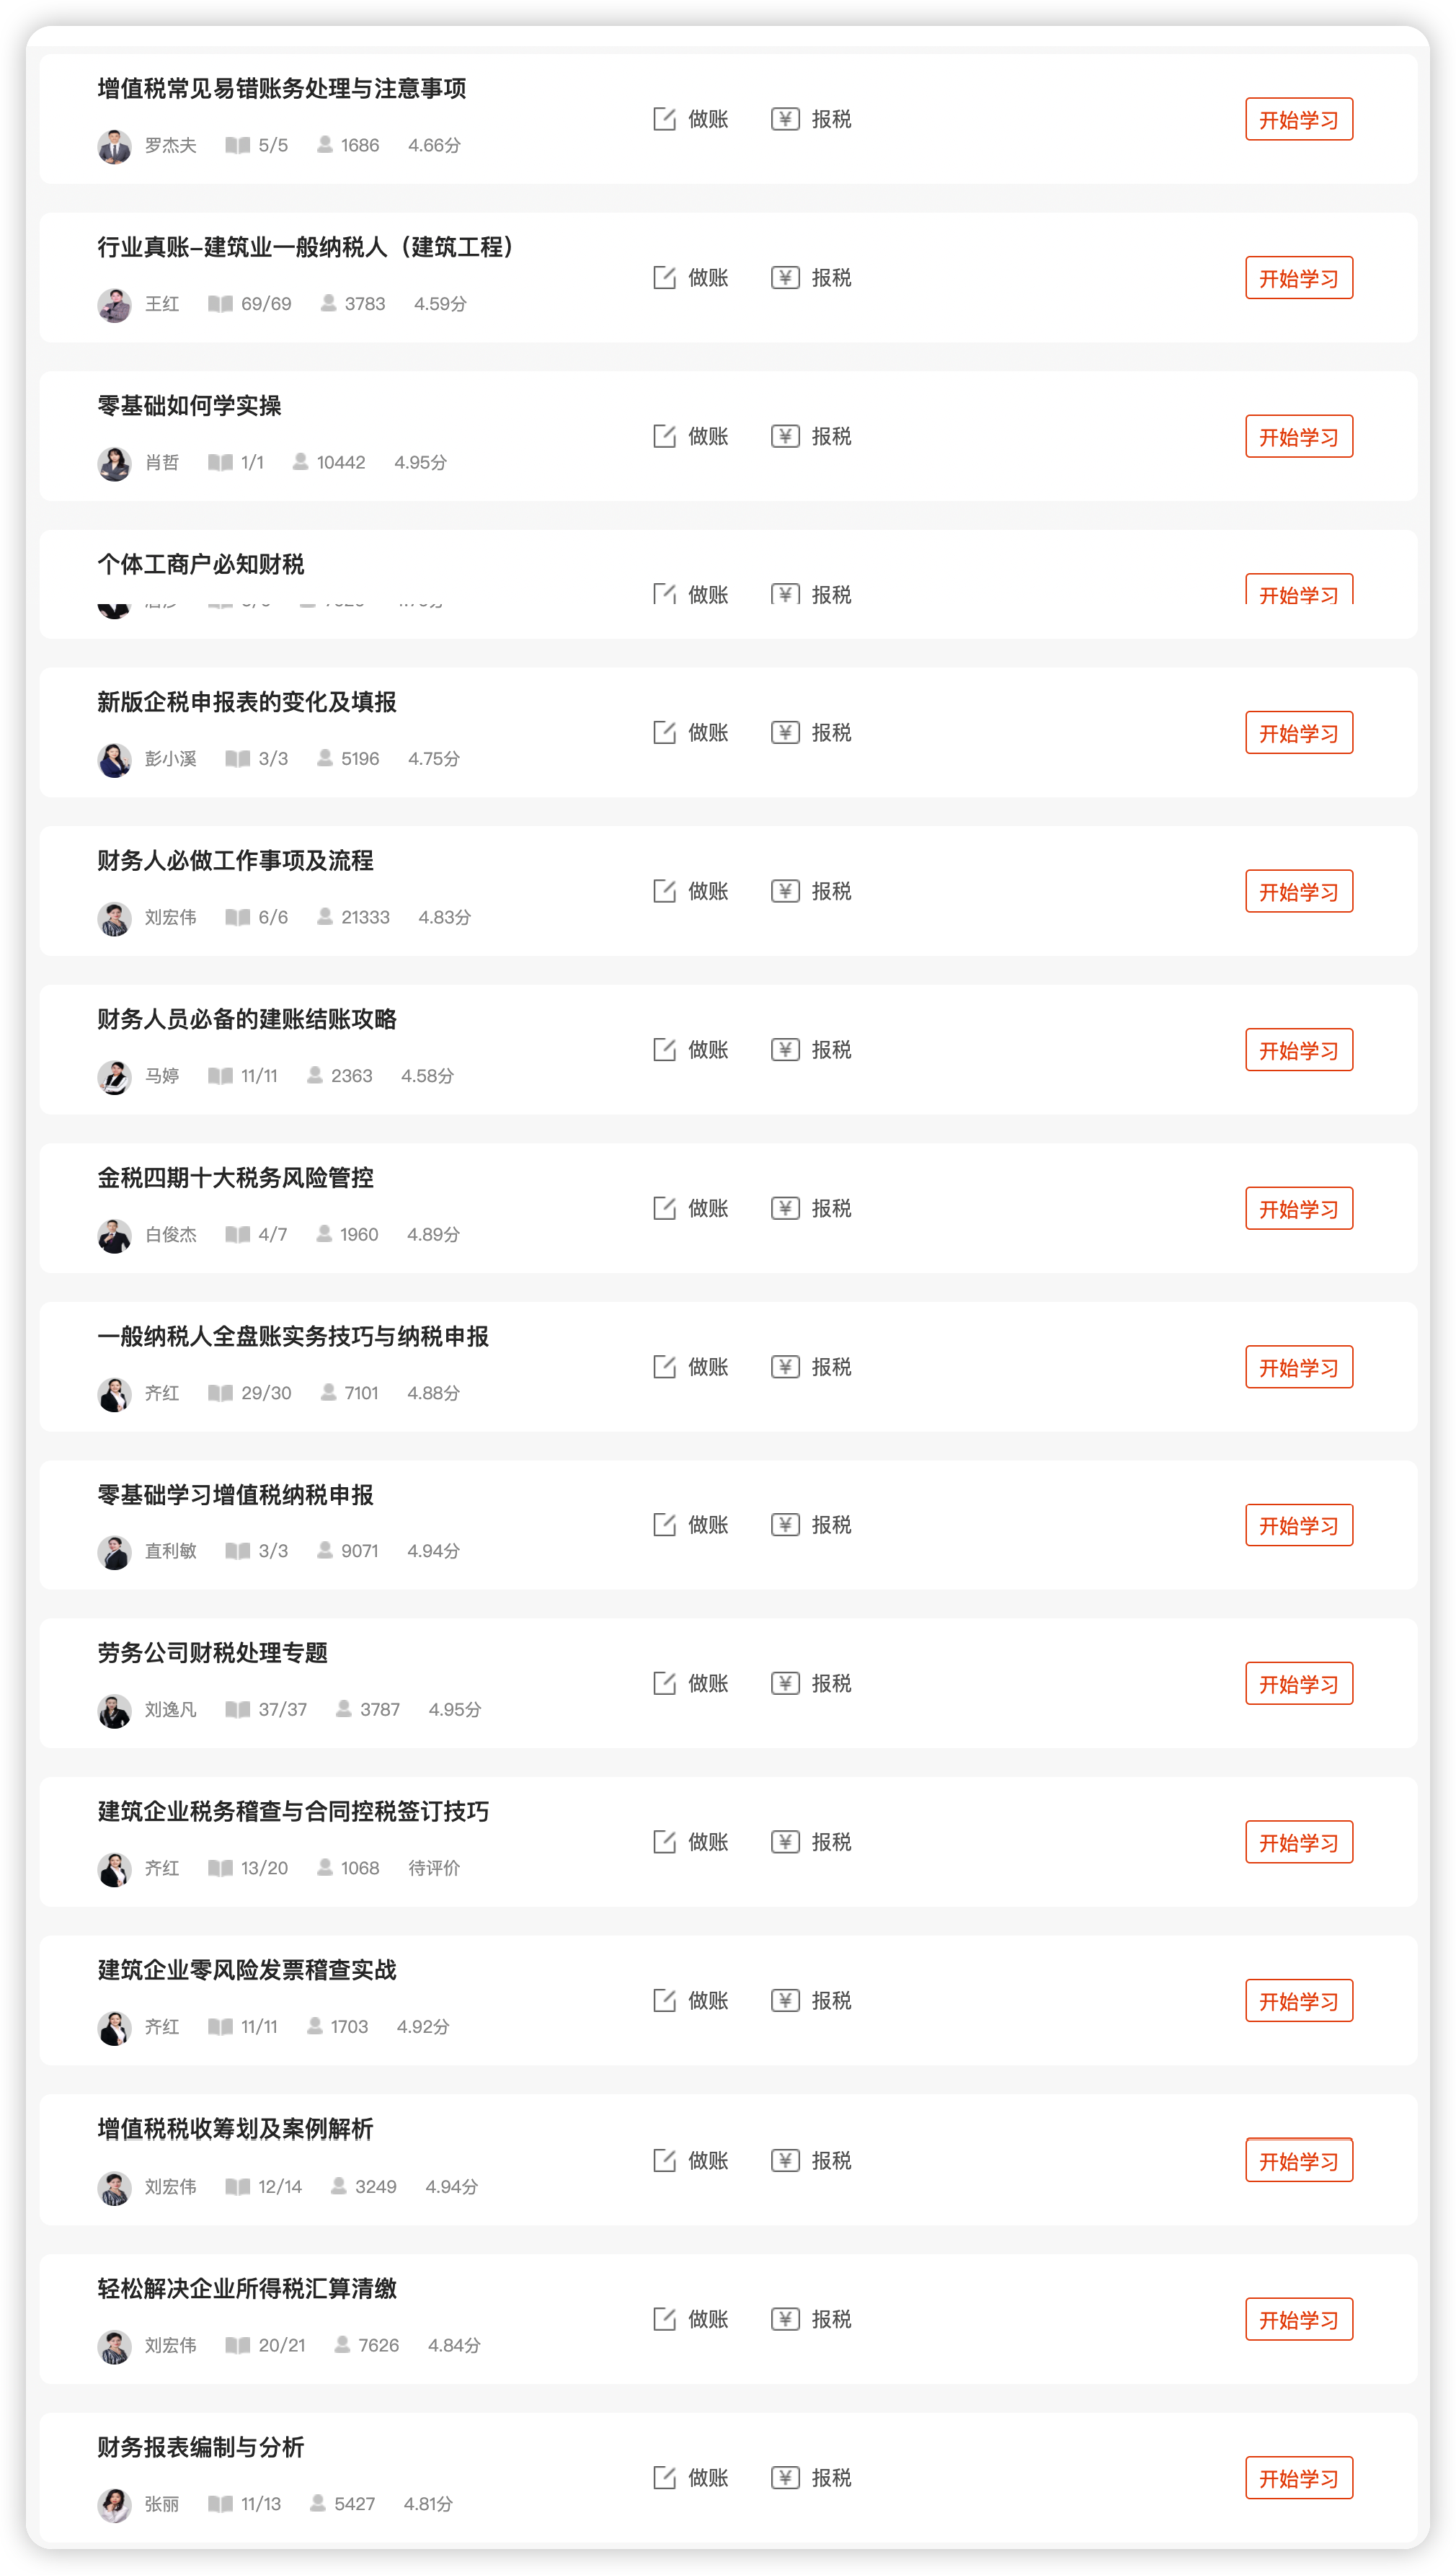 增值税常见易错账务处理与注意事项
做账 报税 开始学习
罗杰夫 5/5 1686 4.66分
行业真账–建筑业一般纳税人（建筑工程）
做账 报税 开始学习
王红 69/69 3783 4.59分
零基础如何学实操
做账 报税 开始学习
肖哲 1/1 10442 4.95分
个体工商户必知财税
做账 报税 开始学习
新版企税申报表的变化及填报
做账 报税 开始学习
彭小溪 3/3 5196 4.75分
财务人必做工作事项及流程
做账 报税 开始学习
刘宏伟 6/6 21333 4.83分
财务人员必备的建账结账攻略
做账 报税 开始学习
马婷 11/11 2363 4.58分
金税四期十大税务风险管控
做账 报税 开始学习
白俊杰 4/7 1960 4.89分
一般纳税人全盘账实务技巧与纳税申报
做账 报税 开始学习
齐红 29/30 7101 4.88分
零基础学习增值税纳税申报
做账 报税 开始学习
直利敏 3/3 9071 4.94分
劳务公司财税处理专题
做账 报税 开始学习
刘逸凡 37/37 3787 4.95分
建筑企业税务稽查与合同控税签订技巧
做账 报税 开始学习
齐红 13/20 1068 待评价
建筑企业零风险发票稽查实战
做账 报税 开始学习
齐红 11/11 1703 4.92分
增值税税收筹划及案例解析
做账 报税 开始学习
刘宏伟 12/14 3249 4.94分
轻松解决企业所得税汇算清缴
做账 报税 开始学习
刘宏伟 20/21 7626 4.84分
财务报表编制与分析
做账 报税 开始学习
张丽 11/13 5427 4.81分